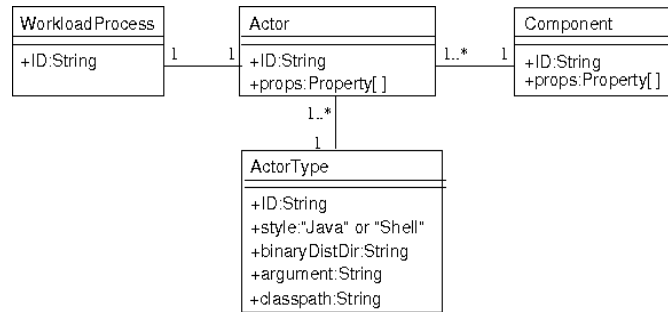 WorkloadProcess
+ID:String
1
1
Actor
+ID:String
+props:Property[ ]
1..*
1
Component
+ID:String
+props:Property[ ]
1..*
1
ActorType
+ID:String
+style:"Java" or "Shell"
+binaryDistDir:String
+argument:String
+classpath:String